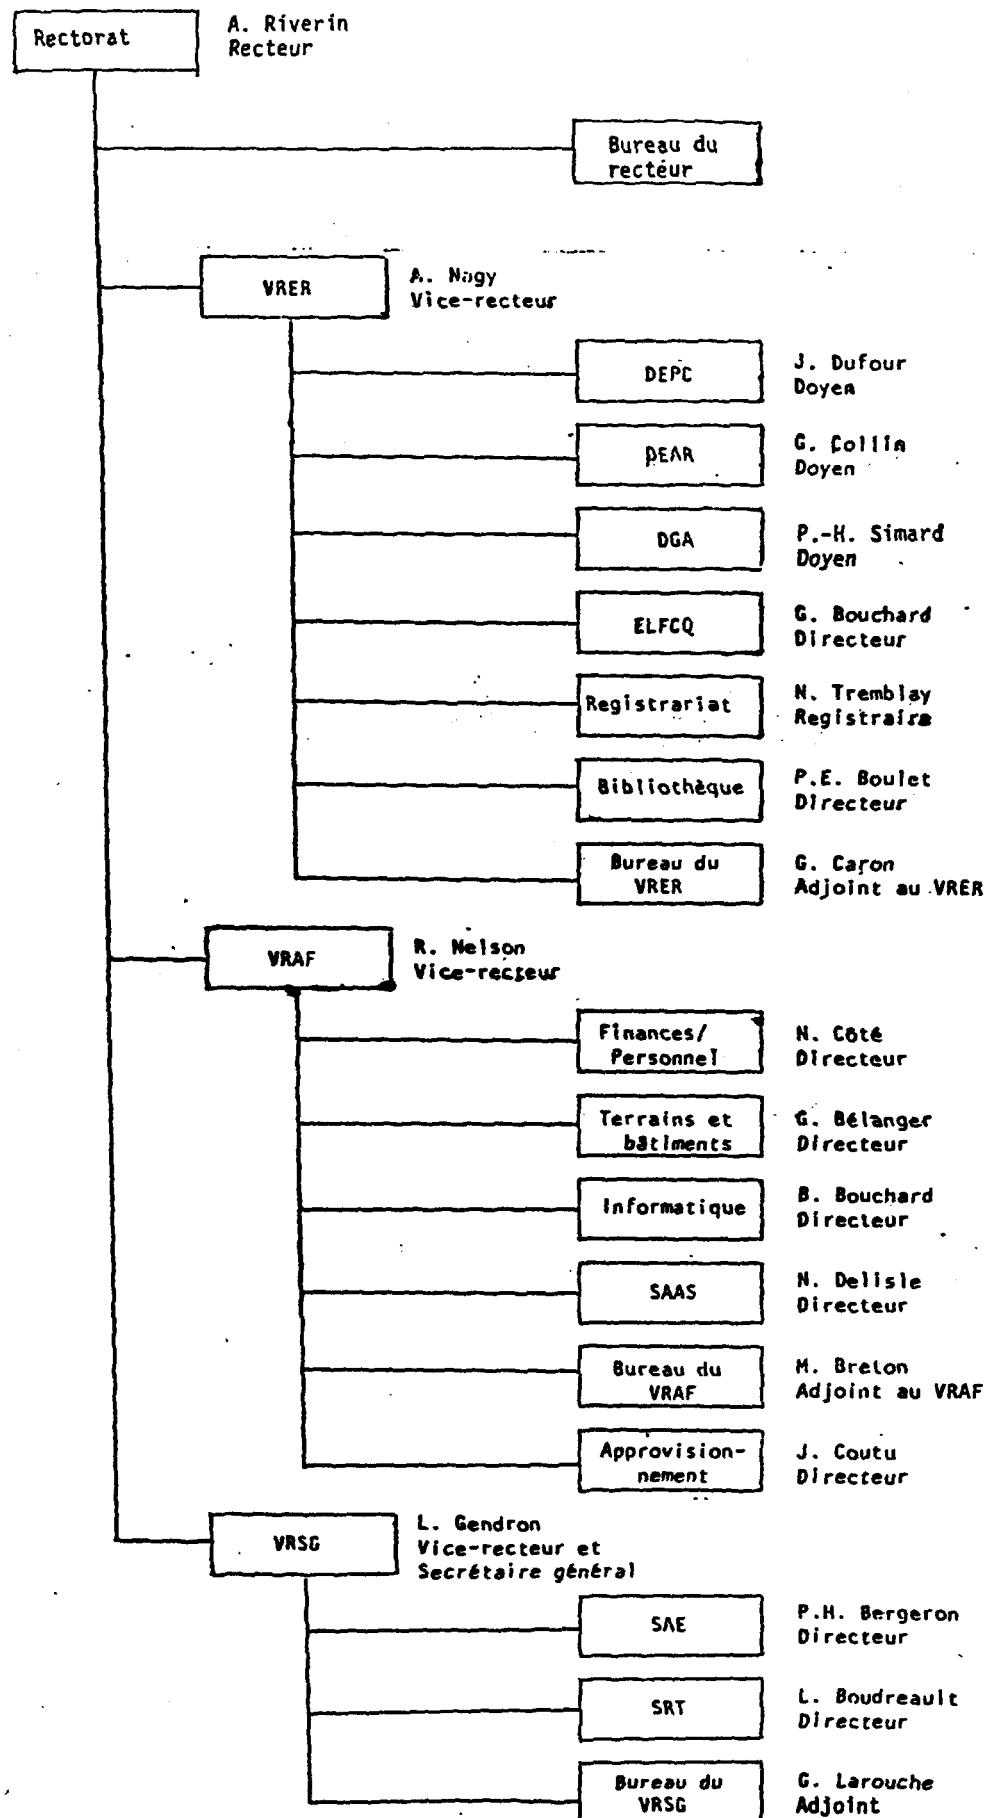 Rectorat
A. Riverin
Recteur
Bureau du
recteur
VRER
A. Nagy
Vice-recteur
DEPC
J. Dufour
Doyen
DEAR
G. Collin
Doyen
DGA
P.-H. Simard
Doyen
ELFCQ
G. Bouchard
Directeur
Registrariat
N. Tremblay
Registraire
Bibliothèque
P.E. Boulet
Directeur
Bureau du
VRER
G. Caron
Adjoint au VRER
VRAF
R. Nelson
Vice-recteur
Finances/
Personnel
N. Côté
Directeur
Terrains et
bâtiments
G. Bélanger
Directeur
Informatique
B. Bouchard
Directeur
SAAS
N. Delisle
Directeur
Bureau du
VRAF
M. Breton
Adjoint au VRAF
Approvision-
nement
J. Coutu
Directeur
VRSG
L. Gendron
Vice-recteur et
Secrétaire général
SAE
P.H. Bergeron
Directeur
SRT
L. Boudreault
Directeur
Bureau du
VRSG
G. Larouche
Adjoint